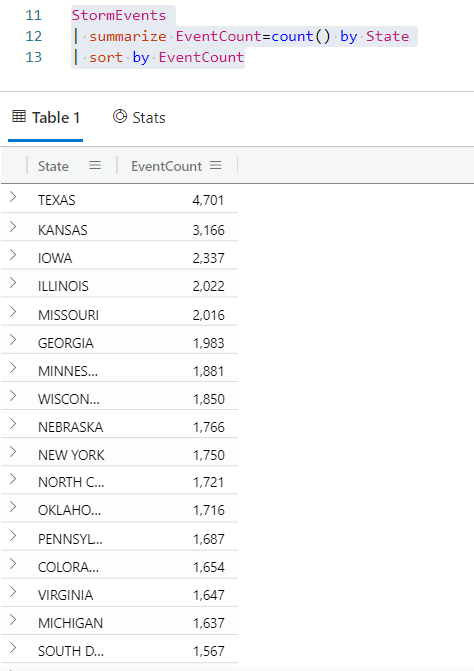 11 StormEvents
12 | summarize EventCount=count() by State
13 | sort by EventCount
Table 1 Stats
State EventCount
TEXAS 4,701
KANSAS 3,166
IOWA 2,337
ILLINOIS 2,022
MISSOURI 2,016
GEORGIA 1,983
MINNES... 1,881
WISCON... 1,850
NEBRASKA 1,766
NEW YORK 1,750
NORTH C... 1,721
OKLAHO... 1,716
PENNSYL... 1,687
COLORA... 1,654
VIRGINIA 1,647
MICHIGAN 1,637
SOUTH D... 1,567